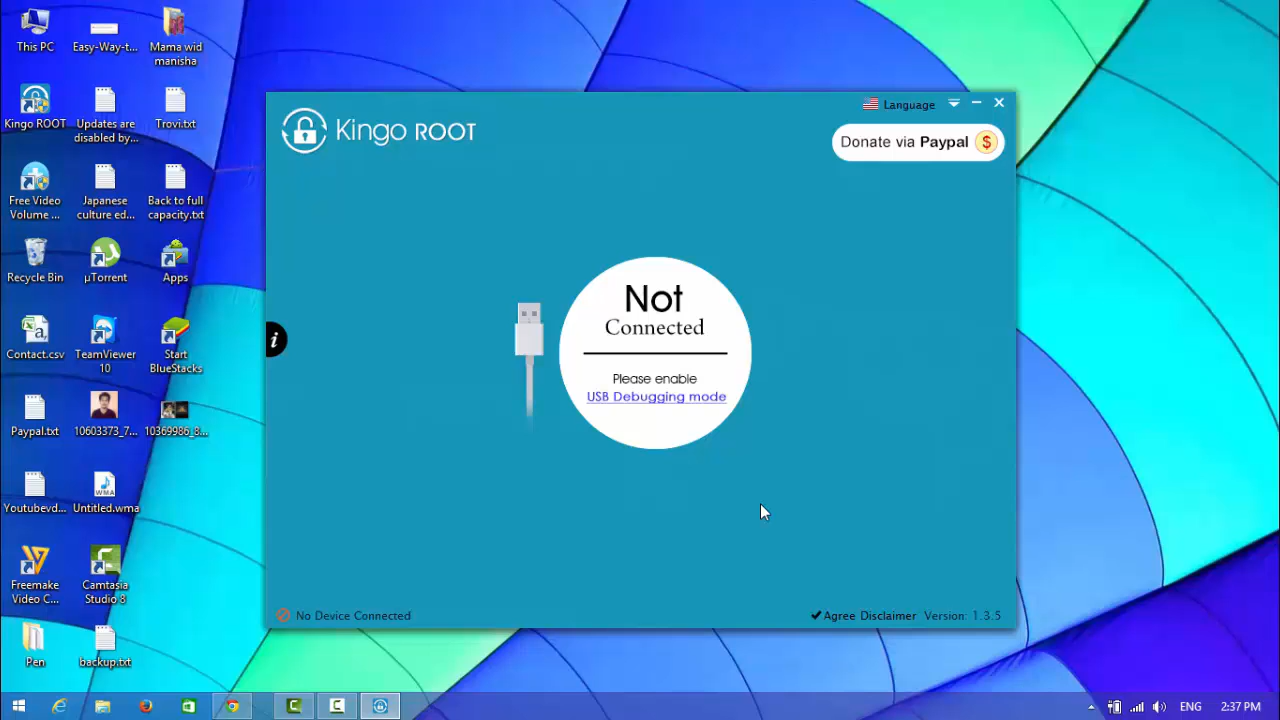 This PC
Easy-Way-t...
Mama wid
manisha
Kingo ROOT
Updates are
disabled by...
Trovi.txt
Free Video
Volume ...
Japanese
culture ed...
Back to full
capacity.txt
Recycle Bin
µTorrent
Apps
Contact.csv
TeamViewer
10
Start
BlueStacks
Paypal.txt
10603373_7...
10369986_8...
Youtubevd...
WMA
Untitled.wma
Freemake
Video C...
Camtasia
Studio 8
Pen
backup.txt
Language
Kingo ROOT
Donate via Paypal $
Not
Connected
Please enable
USB Debugging mode
i
No Device Connected
Agree Disclaimer Version: 1.3.5
ENG 2:37 PM